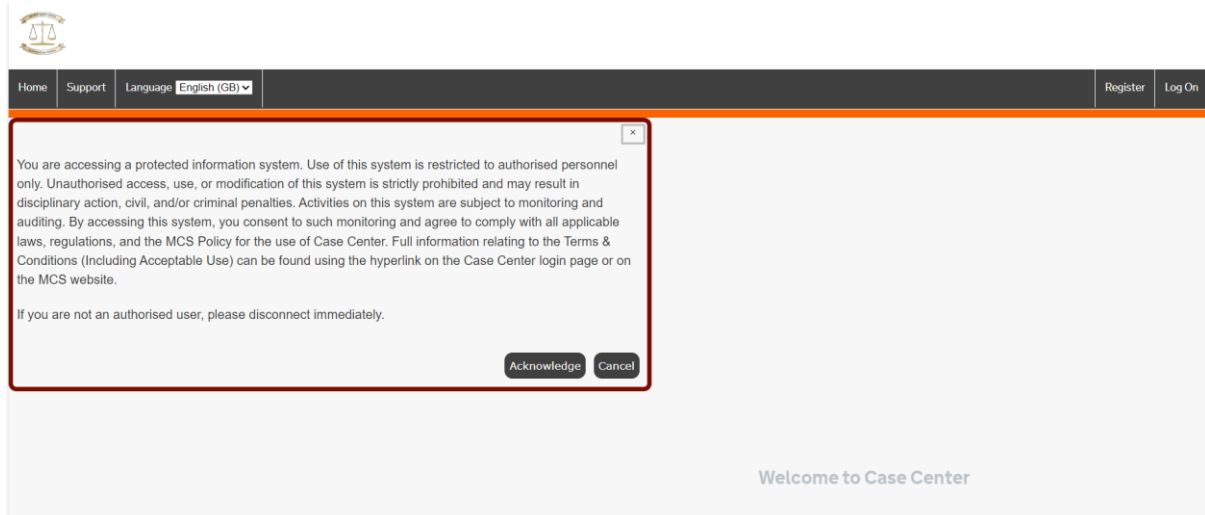 Home Support Language English (GB) Register Log On
×
You are accessing a protected information system. Use of this system is restricted to authorised personnel
only. Unauthorised access, use, or modification of this system is strictly prohibited and may result in
disciplinary action, civil, and/or criminal penalties. Activities on this system are subject to monitoring and
auditing. By accessing this system, you consent to such monitoring and agree to comply with all applicable
laws, regulations, and the MCS Policy for the use of Case Center. Full information relating to the Terms &
Conditions (Including Acceptable Use) can be found using the hyperlink on the Case Center login page or on
the MCS website.
If you are not an authorised user, please disconnect immediately.
Acknowledge Cancel
Welcome to Case Center